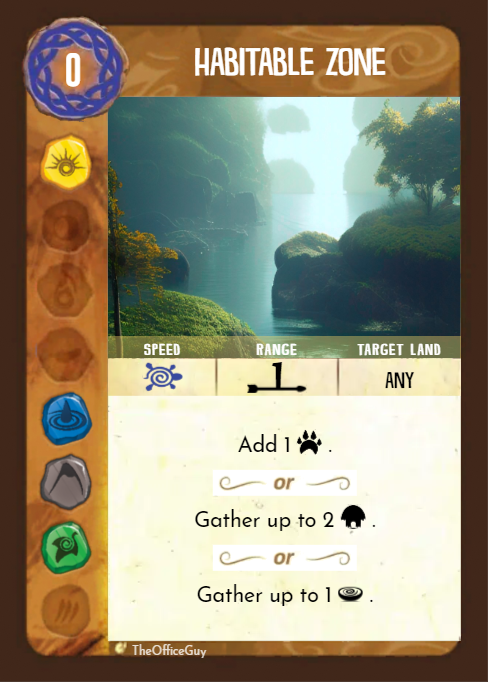 0
HABITABLE ZONE
SPEED RANGE TARGET LAND
1 ANY
Add 1 .
or
Gather up to 2 .
or
Gather up to 1 .
TheOfficeGuy